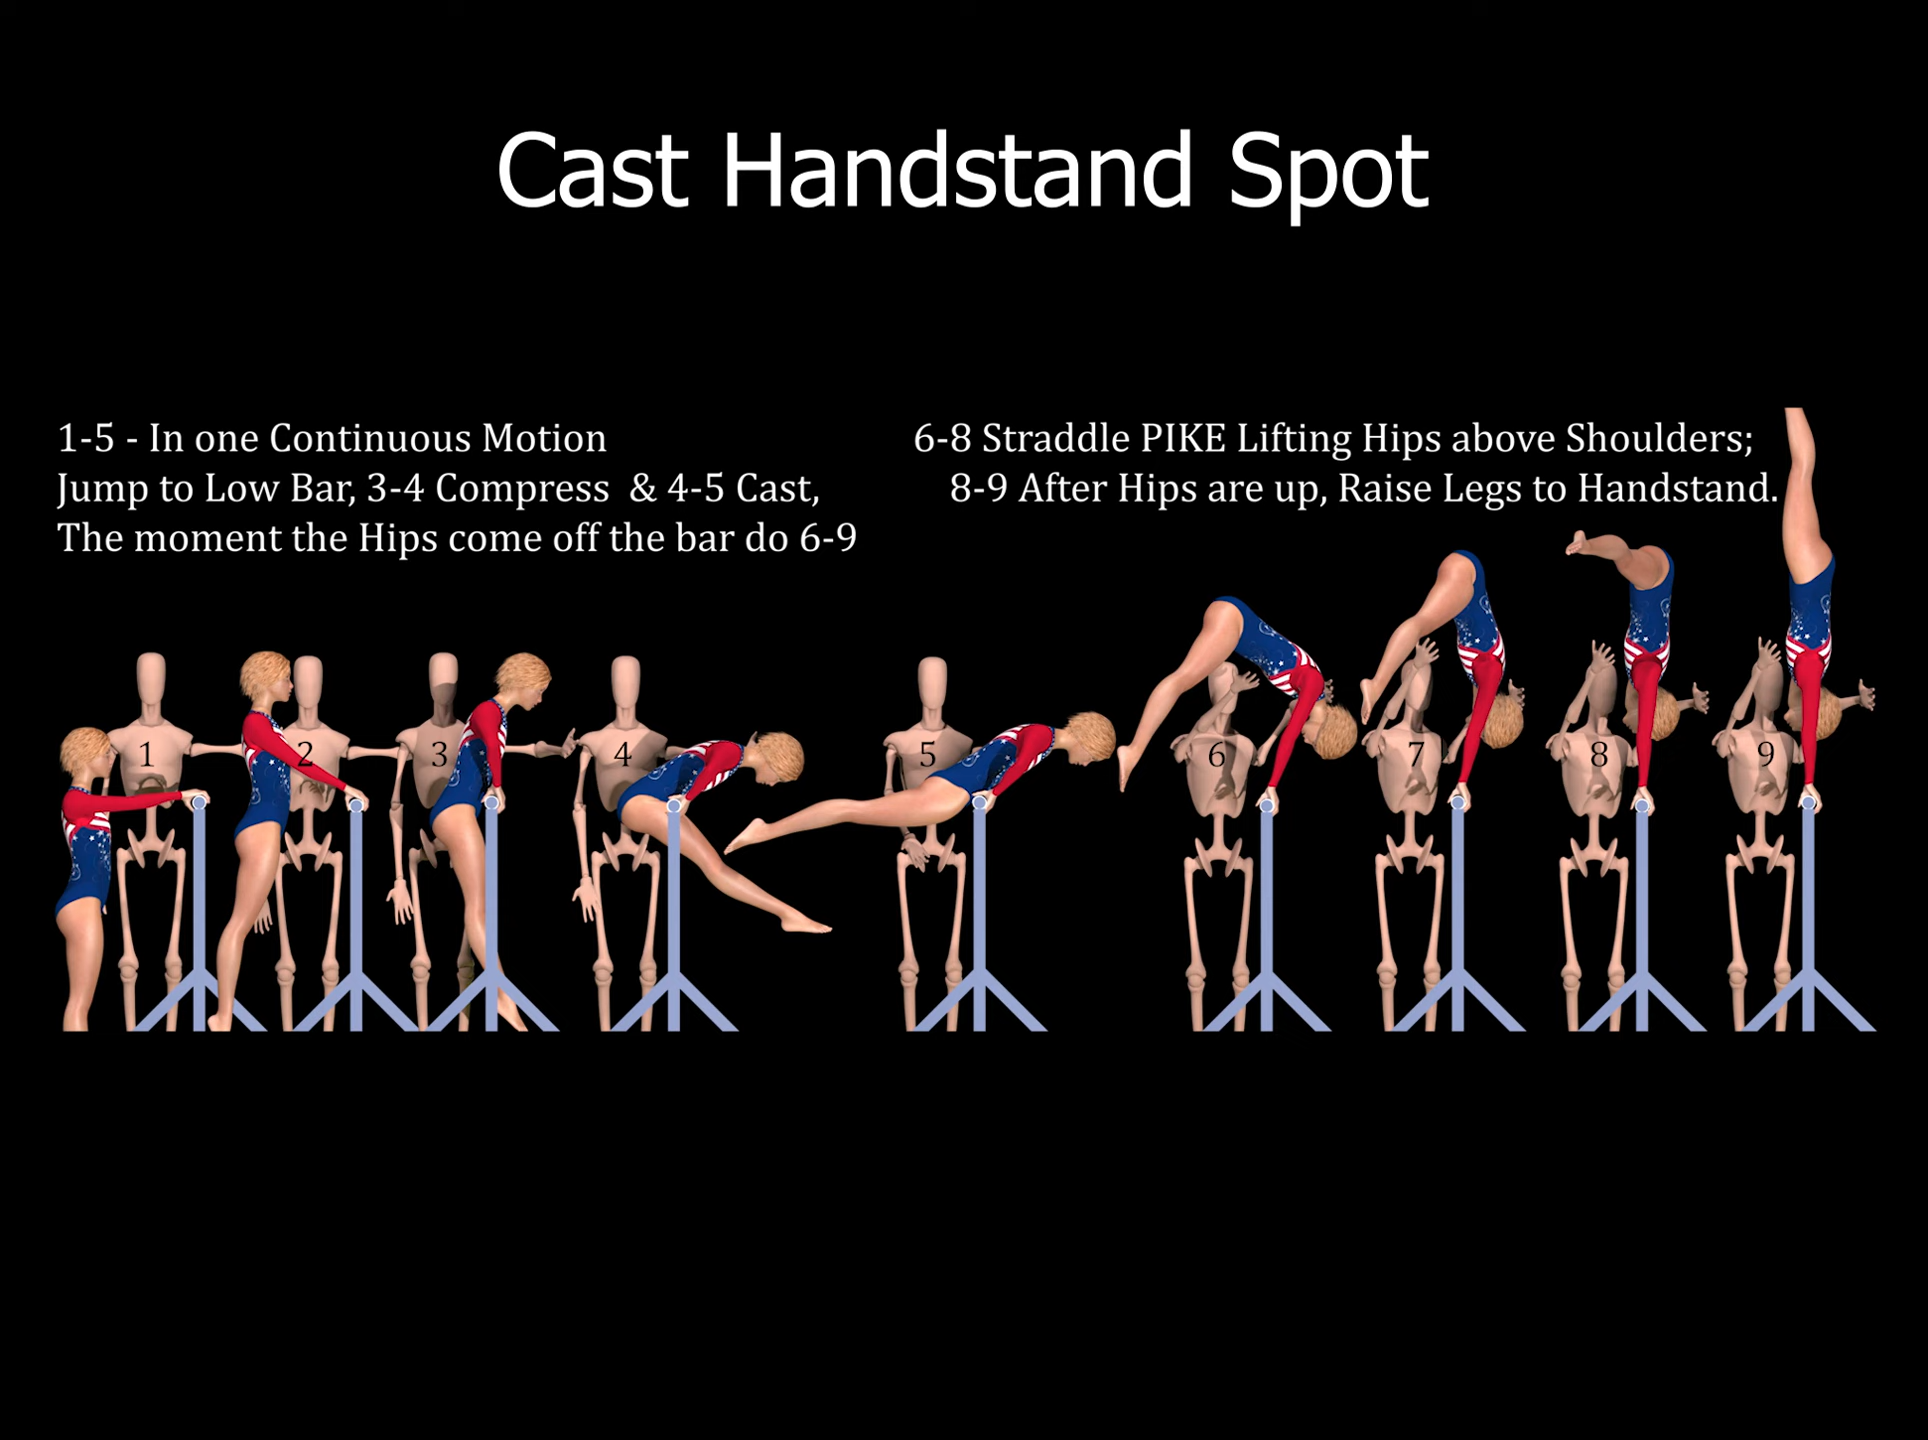 Cast Handstand Spot
1-5 - In one Continuous Motion
Jump to Low Bar, 3-4 Compress & 4-5 Cast,
The moment the Hips come off the bar do 6-9
6-8 Straddle PIKE Lifting Hips above Shoulders;
8-9 After Hips are up, Raise Legs to Handstand.
1 2 3 4 5 6 7 8 9